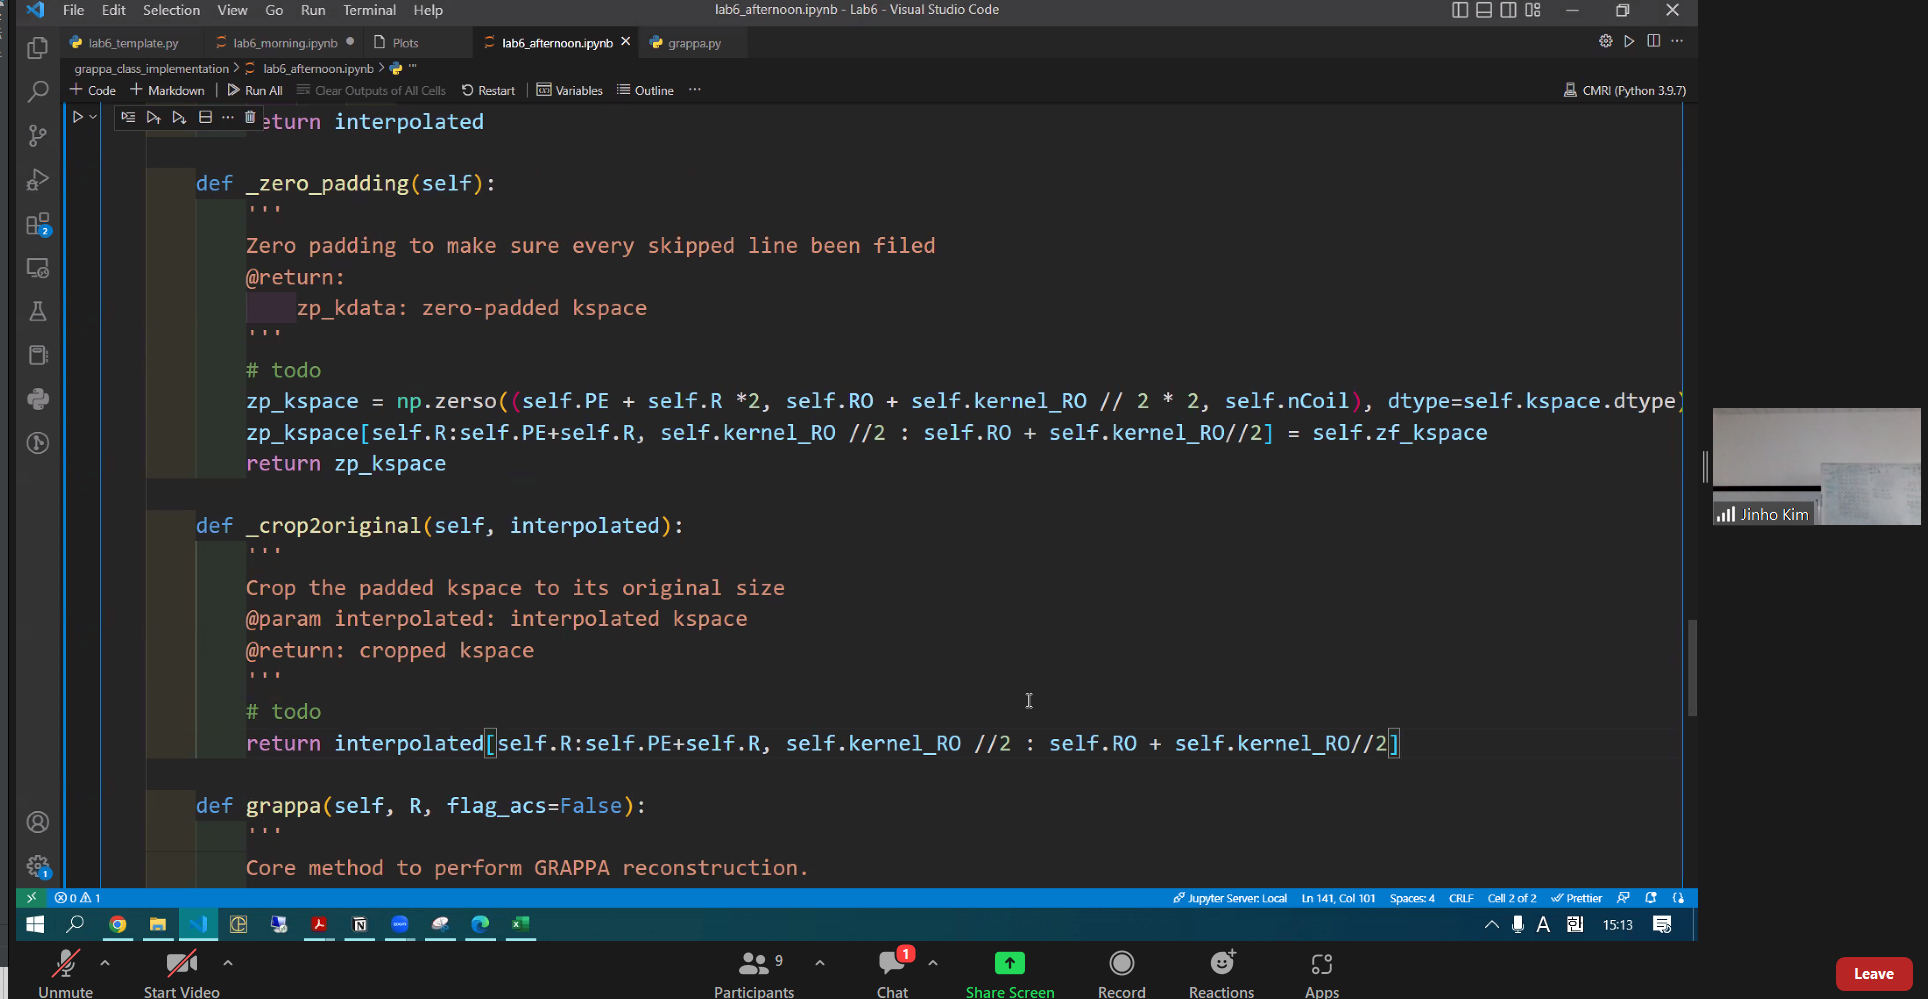 File Edit Selection View Go Run Terminal Help
lab6_afternoon.ipynb - Lab6 - Visual Studio Code
lab6_template.py lab6_morning.ipynb Plots lab6_afternoon.ipynb grappa.py
grappa_class_implementation > lab6_afternoon.ipynb > '''
+ Code + Markdown Run All Clear Outputs of All Cells Restart Variables Outline ...
CMRI (Python 3.9.7)
return interpolated
def _zero_padding(self):
'''
Zero padding to make sure every skipped line been filed
@return:
zp_kdata: zero-padded kspace
'''
# todo
zp_kspace = np.zerso((self.PE + self.R *2, self.RO + self.kernel_RO // 2 * 2, self.nCoil), dtype=self.kspace.dtype)
zp_kspace[self.R:self.PE+self.R, self.kernel_RO //2 : self.RO + self.kernel_RO//2] = self.zf_kspace
return zp_kspace
def _crop2original(self, interpolated):
'''
Crop the padded kspace to its original size
@param interpolated: interpolated kspace
@return: cropped kspace
'''
# todo
return interpolated[self.R:self.PE+self.R, self.kernel_RO //2 : self.RO + self.kernel_RO//2]
def grappa(self, R, flag_acs=False):
'''
Core method to perform GRAPPA reconstruction.
2
1
Jinho Kim
0 1
Jupyter Server: Local Ln 141, Col 101 Spaces: 4 CRLF Cell 2 of 2 Prettier
A 한 15:13
9
1
Unmute Start Video Participants Chat Share Screen Record Reactions Apps
Leave